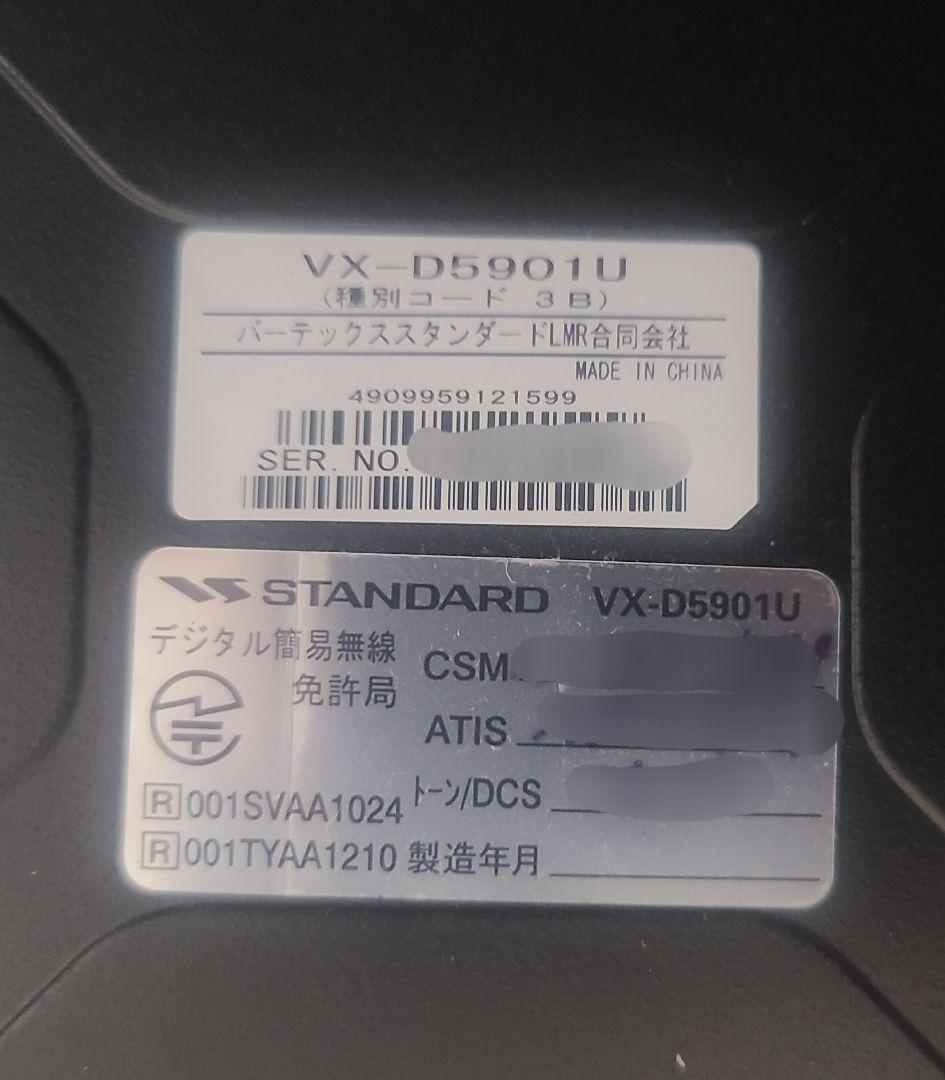 VX-D5901U
(種別コード 3B)
バーテックススタンダードLMR合同会社
MADE IN CHINA
4909959121599
SER. NO.
STANDARD VX-D5901U
デジタル簡易無線
免許局
CSM
ATIS
R 001SVAA1024
トーン/DCS
R 001TYAA1210
製造年月